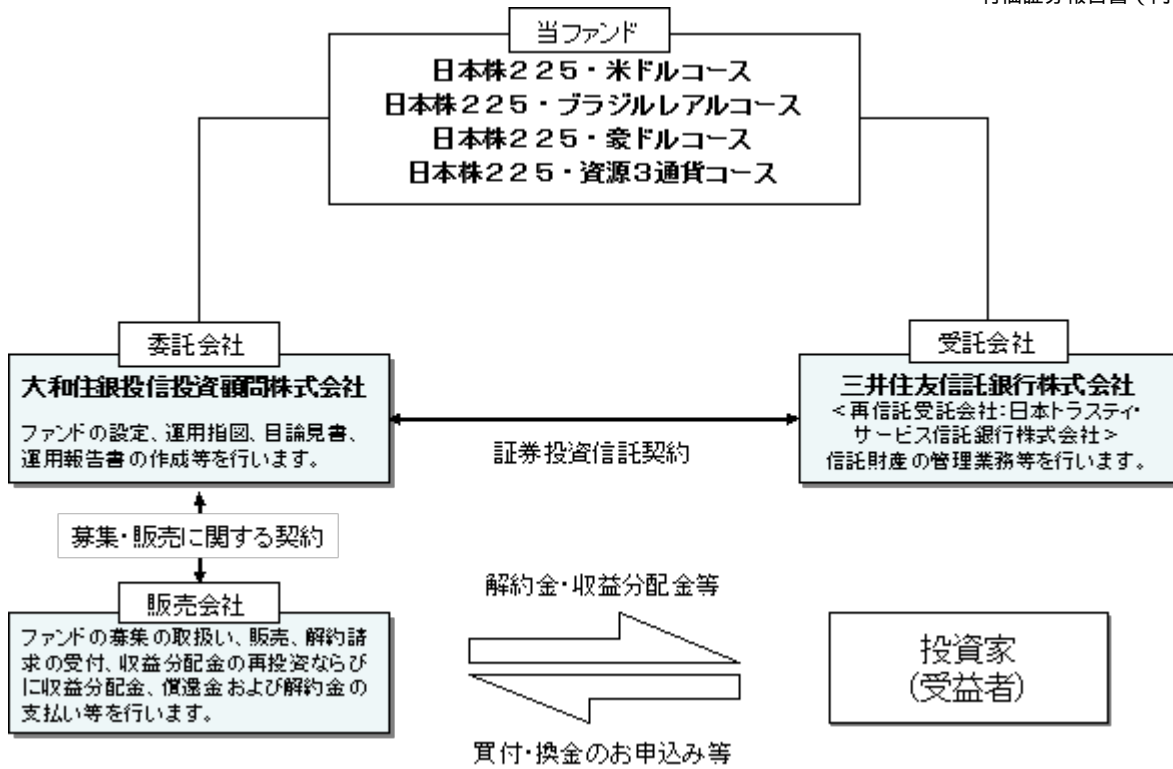 当ファンド
日本株225・米ドルコース
日本株225・ブラジルレアルコース
日本株225・豪ドルコース
日本株225・資源3通貨コース
委託会社
大和住銀投信投資顧問株式会社
ファンドの設定、運用指図、目論見書、
運用報告書の作成等を行います。
証券投資信託契約
受託会社
三井住友信託銀行株式会社
<再信託受託会社:日本トラスティ・
サービス信託銀行株式会社>
信託財産の管理業務等を行います。
募集・販売に関する契約
販売会社
ファンドの募集の取扱い、販売、解約請
求の受付、収益分配金の再投資ならび
に収益分配金、償還金および解約金の
支払い等を行います。
解約金・収益分配金等
買付・換金のお申込み等
投資家
(受益者)